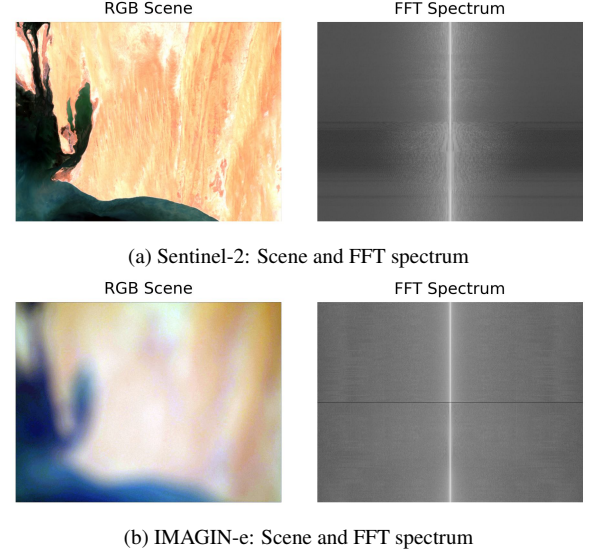 RGB Scene
FFT Spectrum
(a) Sentinel-2: Scene and FFT spectrum
RGB Scene
FFT Spectrum
(b) IMAGIN-e: Scene and FFT spectrum